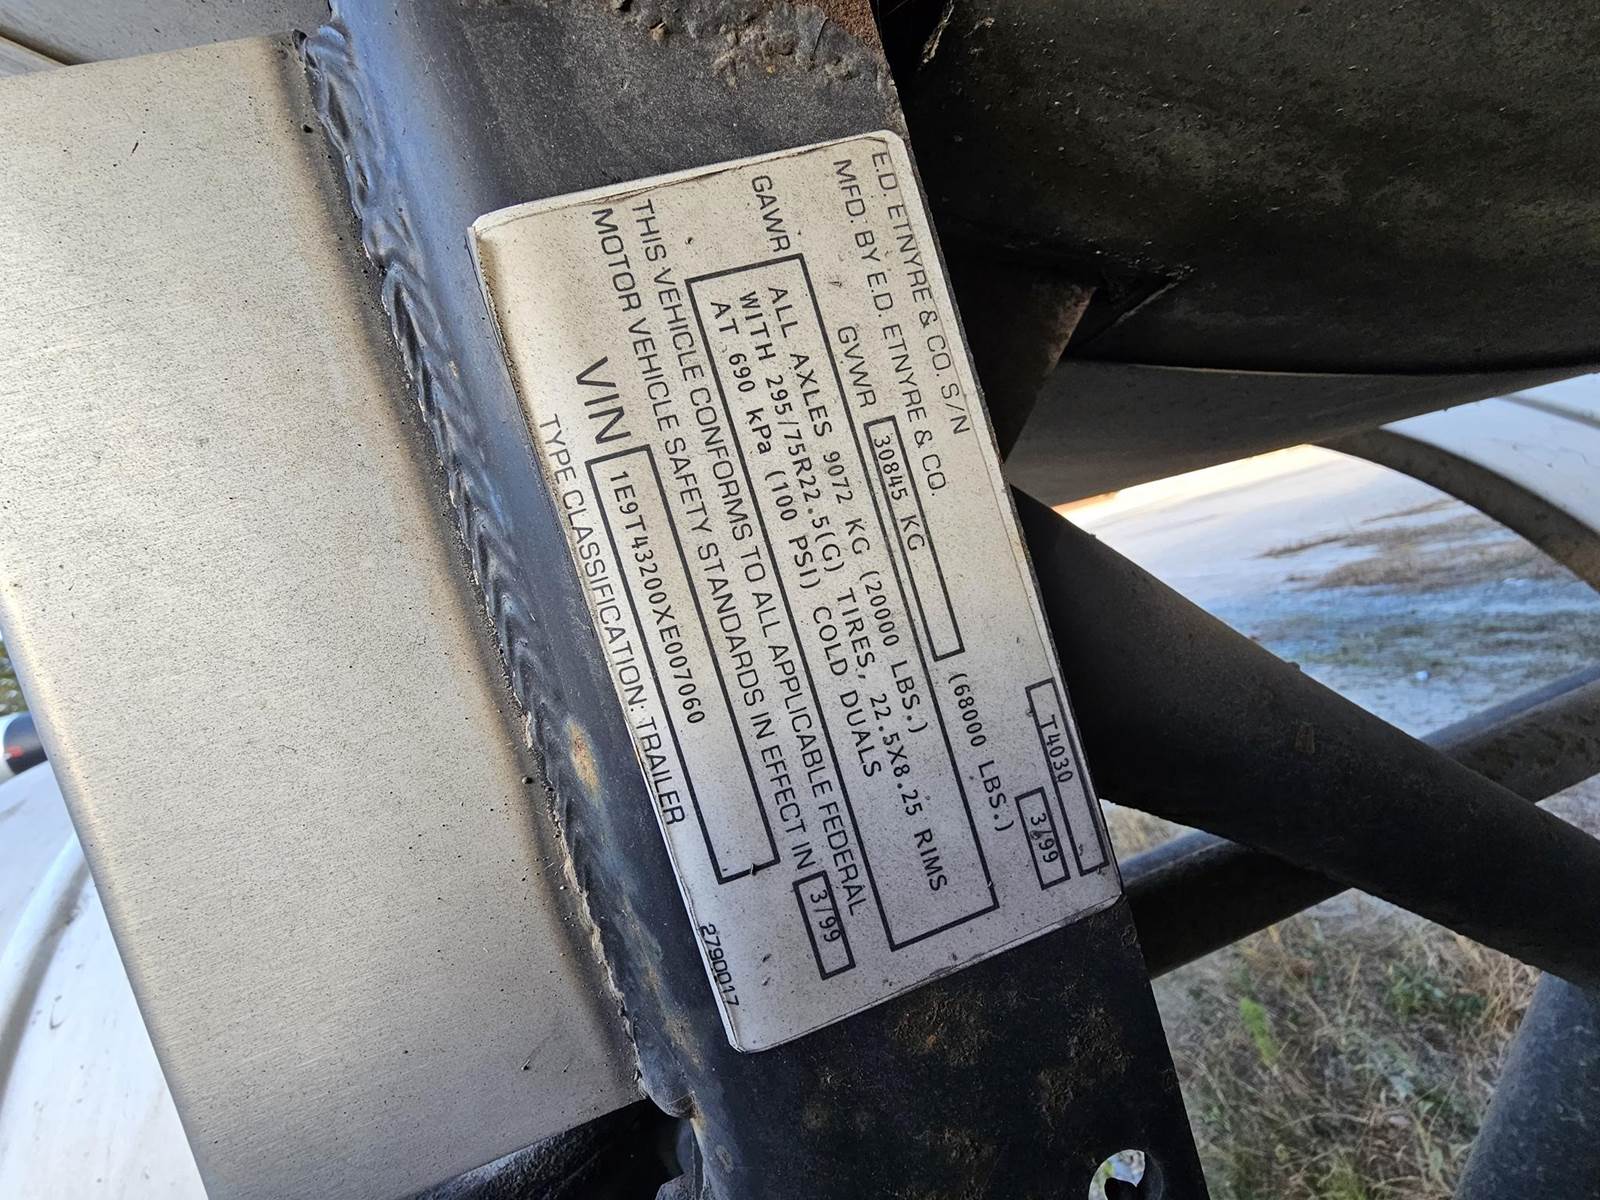 E.D. ETNYRE & CO. S/N T4030
MFD: BY E.D. ETNYRE & CO. 3/99
GVWR 30845 KG (68000 LBS.)
GAWR ALL AXLES 9072 KG (20000 LBS.)
WITH 295/75R22.5(G) TIRES, 22.5X8.25 RIMS
AT 690 kPa (100 PSI) COLD DUALS
THIS VEHICLE CONFORMS TO ALL APPLICABLE FEDERAL
MOTOR VEHICLE SAFETY STANDARDS IN EFFECT IN 3/99
VIN 1E9T43200XE007060
TYPE CLASSIFICATION: TRAILER
2790017